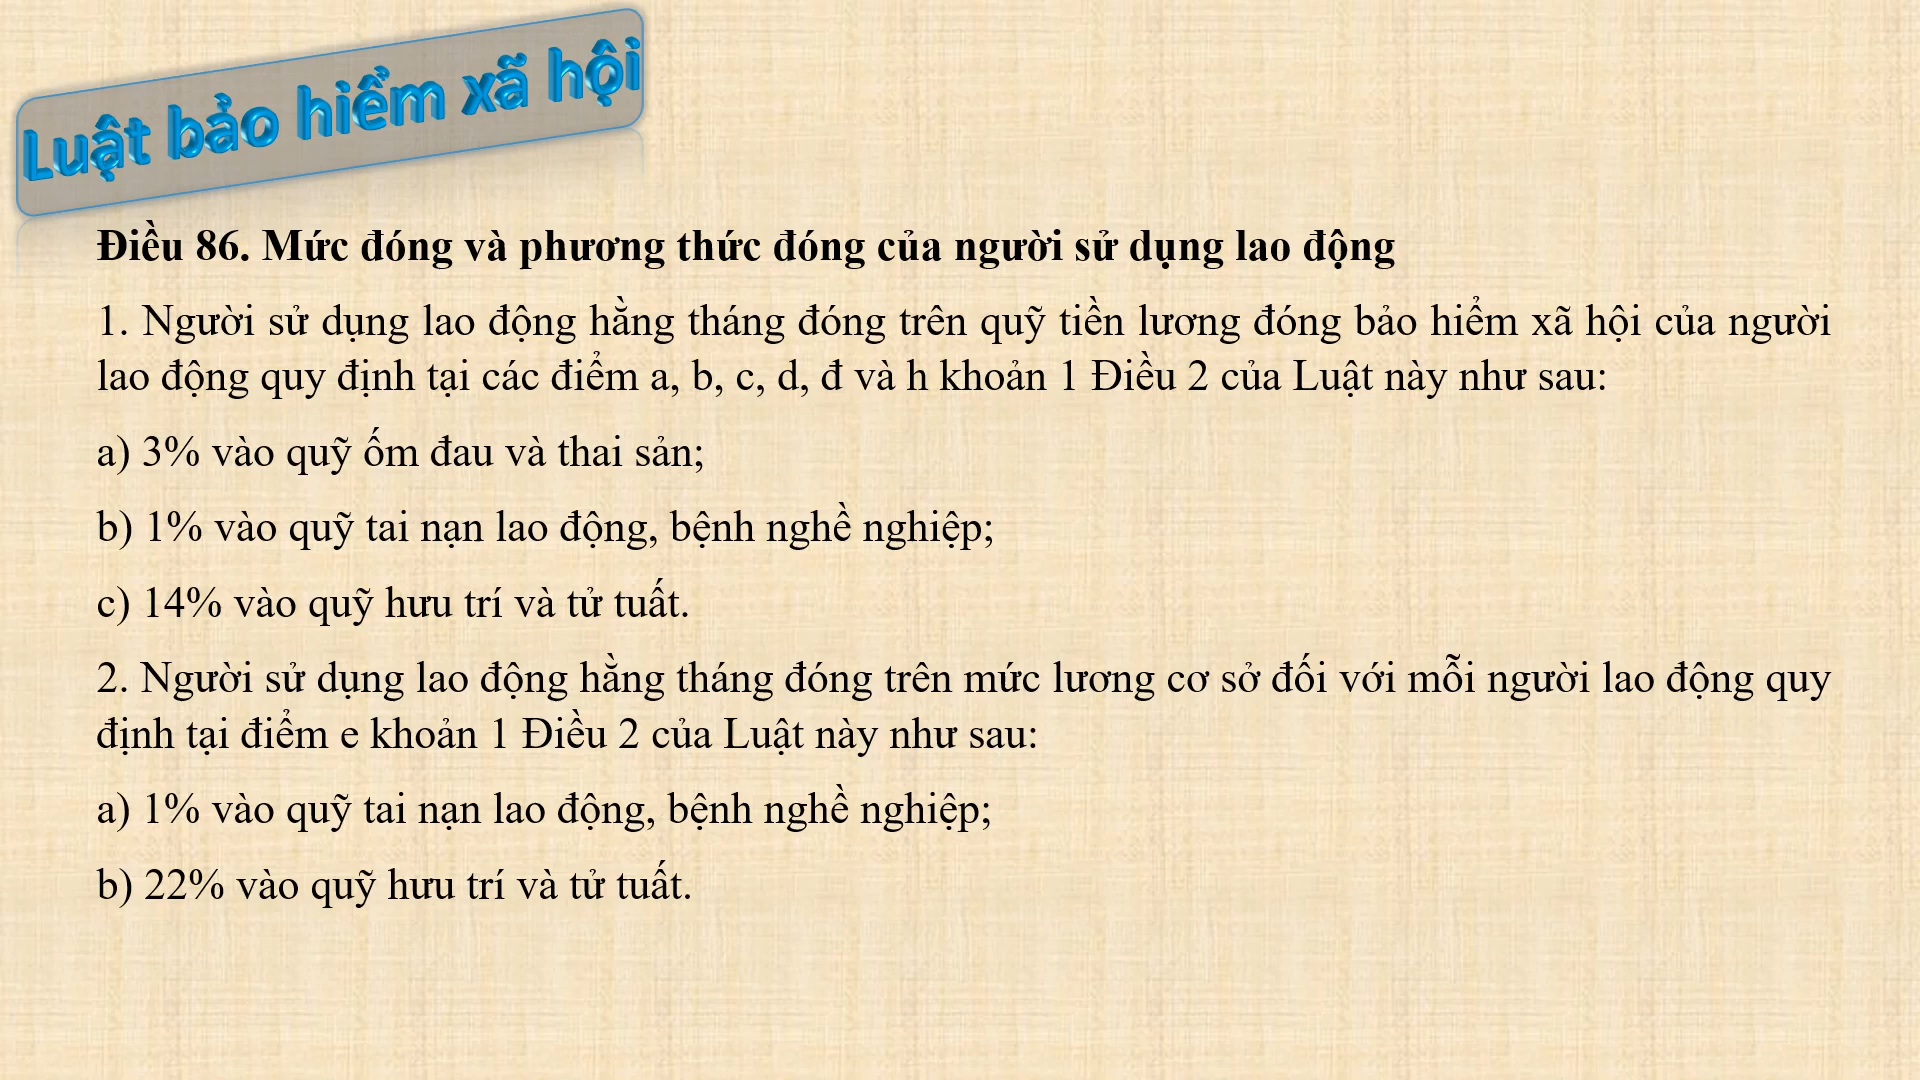 Luật bảo hiểm xã hội
Điều 86. Mức đóng và phương thức đóng của người sử dụng lao động
1. Người sử dụng lao động hằng tháng đóng trên quỹ tiền lương đóng bảo hiểm xã hội của người
lao động quy định tại các điểm a, b, c, d, đ và h khoản 1 Điều 2 của Luật này như sau:
a) 3% vào quỹ ốm đau và thai sản;
b) 1% vào quỹ tai nạn lao động, bệnh nghề nghiệp;
c) 14% vào quỹ hưu trí và tử tuất.
2. Người sử dụng lao động hằng tháng đóng trên mức lương cơ sở đối với mỗi người lao động quy
định tại điểm e khoản 1 Điều 2 của Luật này như sau:
a) 1% vào quỹ tai nạn lao động, bệnh nghề nghiệp;
b) 22% vào quỹ hưu trí và tử tuất.